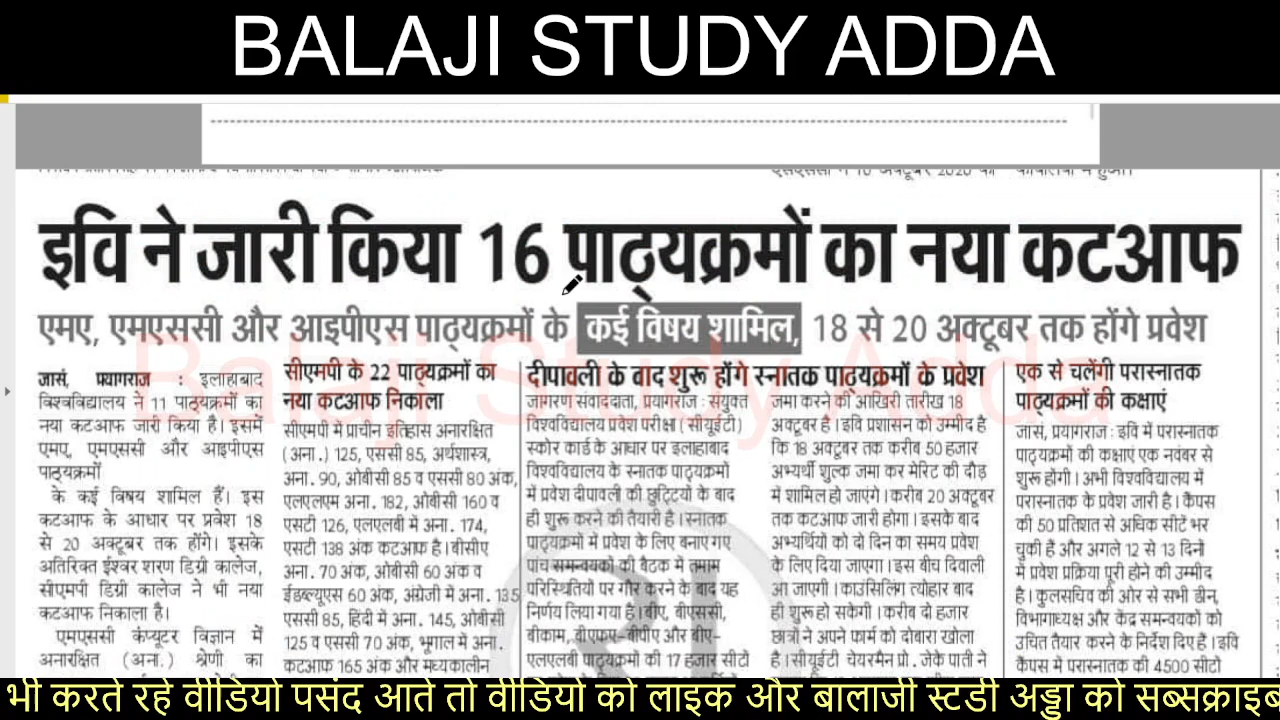 BALAJI STUDY ADDA
इवि ने जारी किया 16 पाठ्यक्रमों का नया कटआफ
एमए, एमएससी और आइपीएस पाठ्यक्रमों के कई विषय शामिल, 18 से 20 अक्टूबर तक होंगे प्रवेश
Balaji Study Adda
जासं, प्रयागराज : इलाहाबाद
विश्वविद्यालय ने 11 पाठ्यक्रमों का
नया कटआफ जारी किया है। इसमें
एमए, एमएससी और आइपीएस
पाठ्यक्रमों
के कई विषय शामिल हैं। इस
कटआफ के आधार पर प्रवेश 18
से 20 अक्टूबर तक होंगे। इसके
अतिरिक्त ईश्वर शरण डिग्री कालेज,
सीएमपी डिग्री कालेज ने भी नया
कटआफ निकाला है।
एमएससी कंप्यूटर विज्ञान में
अनारक्षित (अना.) श्रेणी का
सीएमपी के 22 पाठ्यक्रमों का
नया कटआफ निकाला
सीएमपी में प्राचीन इतिहास अनारक्षित
(अना.) 125, एससी 85, अर्थशास्त्र,
अना. 90, ओबीसी 85 व एससी 80 अंक,
एलएलएम अना. 182, ओबीसी 160 व
एसटी 126, एलएलबी में अना. 174,
एसटी 138 अंक कटआफ है। बीसीए
अना. 70 अंक, ओबीसी 60 अंक व
ईडब्ल्यूएस 60 अंक, अंग्रेजी में अना. 135
एससी 85, हिंदी में अना. 145, ओबीसी
125 व एससी 70 अंक, भूगोल में अना.
कटआफ 165 अंक और मध्यकालीन
दीपावली के बाद शुरू होंगे स्नातक पाठ्यक्रमों के प्रवेश
जागरण संवाददाता, प्रयागराज : संयुक्त
विश्वविद्यालय प्रवेश परीक्षा (सीयूईटी)
स्कोर कार्ड के आधार पर इलाहाबाद
विश्वविद्यालय के स्नातक पाठ्यक्रमों
में प्रवेश दीपावली की छुट्टियों के बाद
ही शुरू करने की तैयारी है। स्नातक
पाठ्यक्रमों में प्रवेश के लिए बनाए गए
पांच समन्वयकों की बैठक में तमाम
परिस्थितियों पर गौर करने के बाद यह
निर्णय लिया गया है। बीए, बीएससी,
बीकाम, बीएफए-बीपीए और बीए-
एलएलबी पाठ्यक्रमों की 17 हजार सीटों
जमा करने की आखिरी तारीख 18
अक्टूबर है। इवि प्रशासन को उम्मीद है
कि 18 अक्टूबर तक करीब 50 हजार
अभ्यर्थी शुल्क जमा कर मेरिट की दौड़
में शामिल हो जाएंगे। करीब 20 अक्टूबर
तक कटआफ जारी होगा। इसके बाद
अभ्यर्थियों को दो दिन का समय प्रवेश
के लिए दिया जाएगा। इस बीच दिवाली
आ जाएगी। काउंसिलिंग त्योहार बाद
ही शुरू हो सकेगी। करीब दो हजार
छात्रों ने अपने फार्म को दोबारा खोला
है। सीयूईटी चेयरमैन प्रो. जेके पाती ने
एक से चलेंगी परास्नातक
पाठ्यक्रमों की कक्षाएं
जासं, प्रयागराज : इवि में परास्नातक
पाठ्यक्रमों की कक्षाएं एक नवंबर से
शुरू होंगी। अभी विश्वविद्यालय में
परास्नातक के प्रवेश जारी है। कैंपस
की 50 प्रतिशत से अधिक सीटें भर
चुकी हैं और अगले 12 से 13 दिनों
में प्रवेश प्रक्रिया पूरी होने की उम्मीद
है। कुलसचिव की ओर से सभी डीन,
विभागाध्यक्ष और केंद्र समन्वयकों को
उचित तैयार करने के निर्देश दिए हैं। इवि
कैंपस में परास्नातक की 4500 सीटों
भी करते रहे वीडियो पसंद आते तो वीडियो को लाइक और बालाजी स्टडी अड्डा को सब्सक्राइब